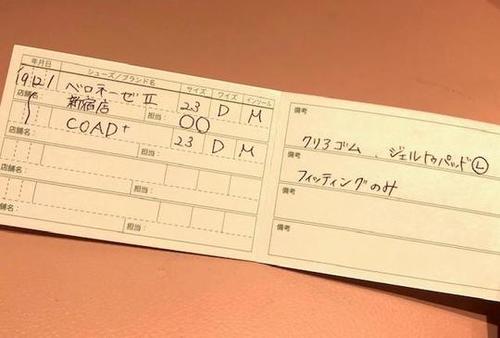 年月日 シューズ/ブランド名 サイズ ワイズ インソール
19 12 1 ベロネーゼⅡ 23 D M
店舗名: 新宿店 担当: 〇〇
COAD+ 23 D M
店舗名: 担当:
店舗名: 担当:
店舗名: 担当:
備考
クリアゴム、ジェルトゥパッドⓁ
備考
フィッティングのみ
備考
備考